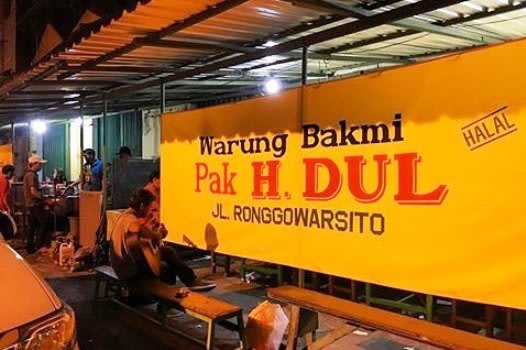 Warung Bakmi
Pak H. DUL
JL. RONGGOWARSITO
HALAL